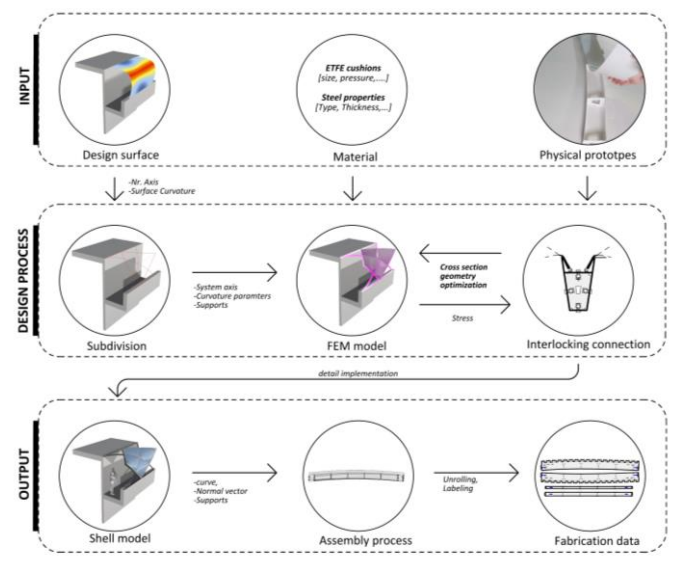 INPUT
ETFE cushions
[size, pressure,....]
Steel properties
[Type, Thickness,...]
Design surface
Material
Physical prototpes
-Nr. Axis
-Surface Curvature
DESIGN PROCESS
-System axis
-Curvature paramters
-Supports
Cross section
geometry
optimization
Stress
Subdivision
FEM model
Interlocking connection
detail implementation
OUTPUT
-curve,
-Normal vector
-Supports
Unrolling,
Labeling
Shell model
Assembly process
Fabrication data